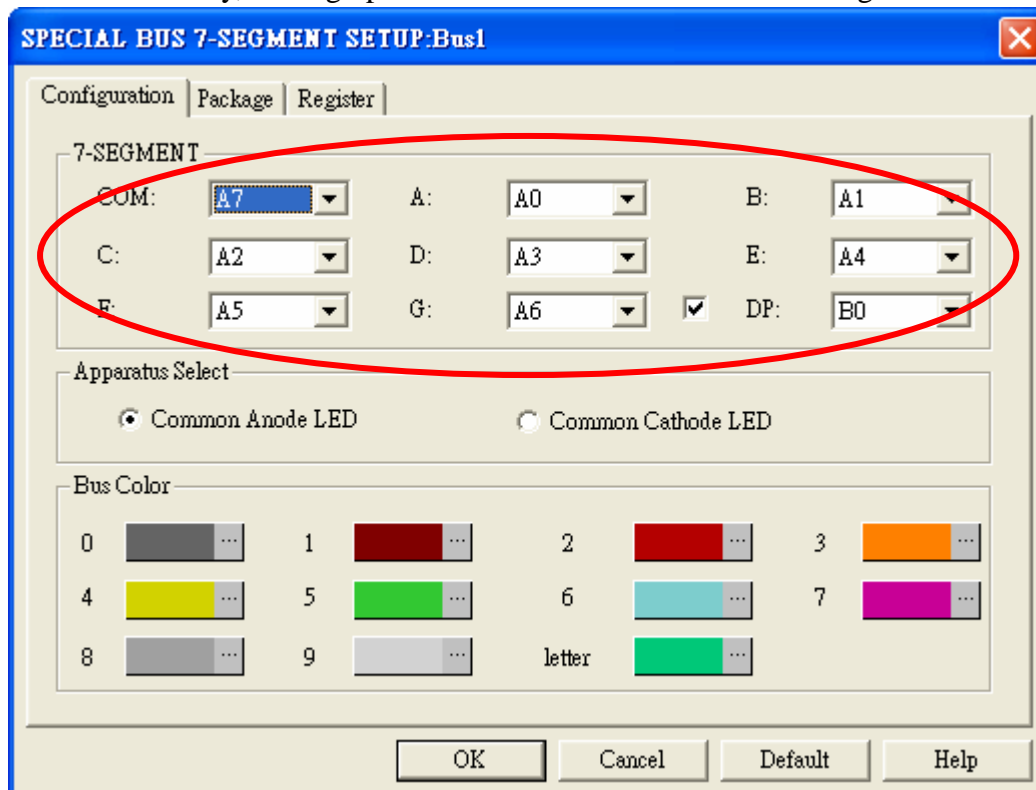 SPECIAL BUS 7-SEGMENT SETUP:Bus1
Configuration Package Register
7-SEGMENT
COM: A7 A: A0 B: A1
C: A2 D: A3 E: A4
F: A5 G: A6 DP: B0
Apparatus Select
Common Anode LED Common Cathode LED
Bus Color
0 ... 1 ... 2 ... 3 ...
4 ... 5 ... 6 ... 7 ...
8 ... 9 ... letter ...
OK Cancel Default Help